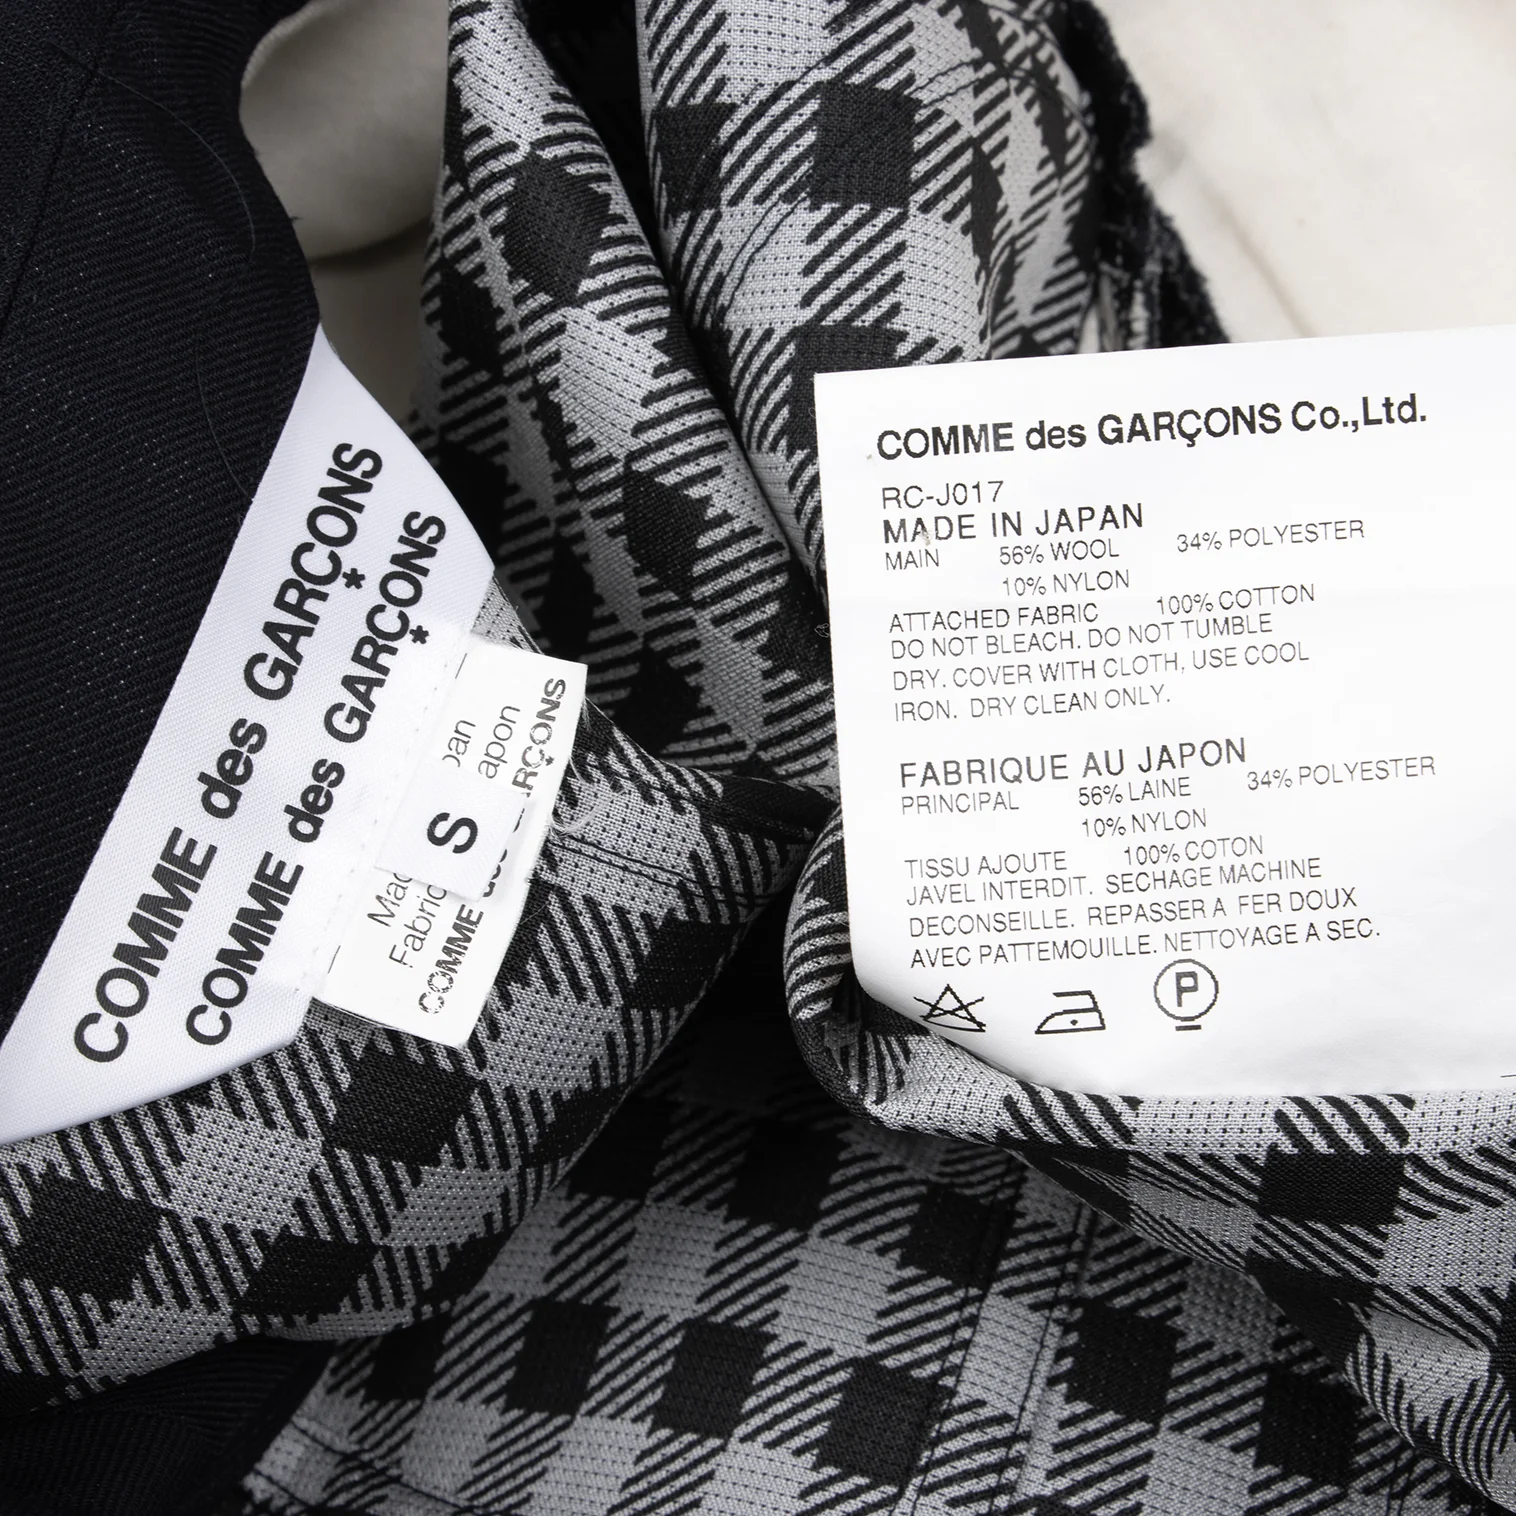 COMME des GARÇONS
*
COMME des GARÇONS
*
S
COMME
RÇONS
COMME des GARÇONS Co.,Ltd.
RC-J017
MADE IN JAPAN
MAIN 56% WOOL 34% POLYESTER
10% NYLON
ATTACHED FABRIC 100% COTTON
DO NOT BLEACH. DO NOT TUMBLE
DRY. COVER WITH CLOTH, USE COOL
IRON. DRY CLEAN ONLY.
FABRIQUE AU JAPON
PRINCIPAL 56% LAINE 34% POLYESTER
10% NYLON
TISSU AJOUTE 100% COTON
JAVEL INTERDIT. SECHAGE MACHINE
DECONSEILLE. REPASSER A FER DOUX
AVEC PATTEMOUILLE. NETTOYAGE A SEC.
P